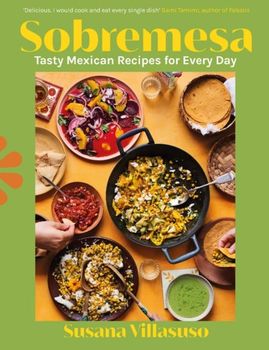 'Delicious. I would cook and eat every single dish' Sami Tamimi, author of Falastin
Sobremesa
Tasty Mexican Recipes for Every Day
Susana Villasuso